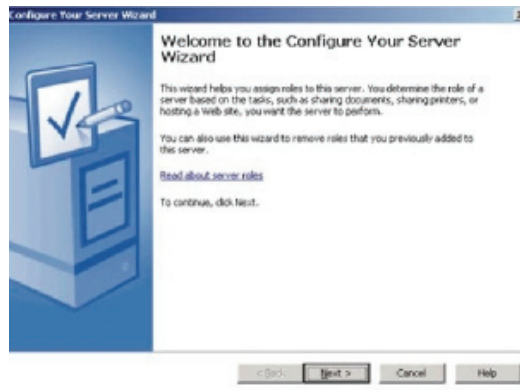 Configure Your Server Wizard
Welcome to the Configure Your Server
Wizard
This wizard helps you assign roles to this server. You determine the role of a
server based on the tasks, such as sharing documents, sharing printers, or
hosting a Web site, you want the server to perform.
You can also use this wizard to remove roles that you previously added to
this server.
Read about server roles
To continue, click Next.
< Back
Next >
Cancel
Help